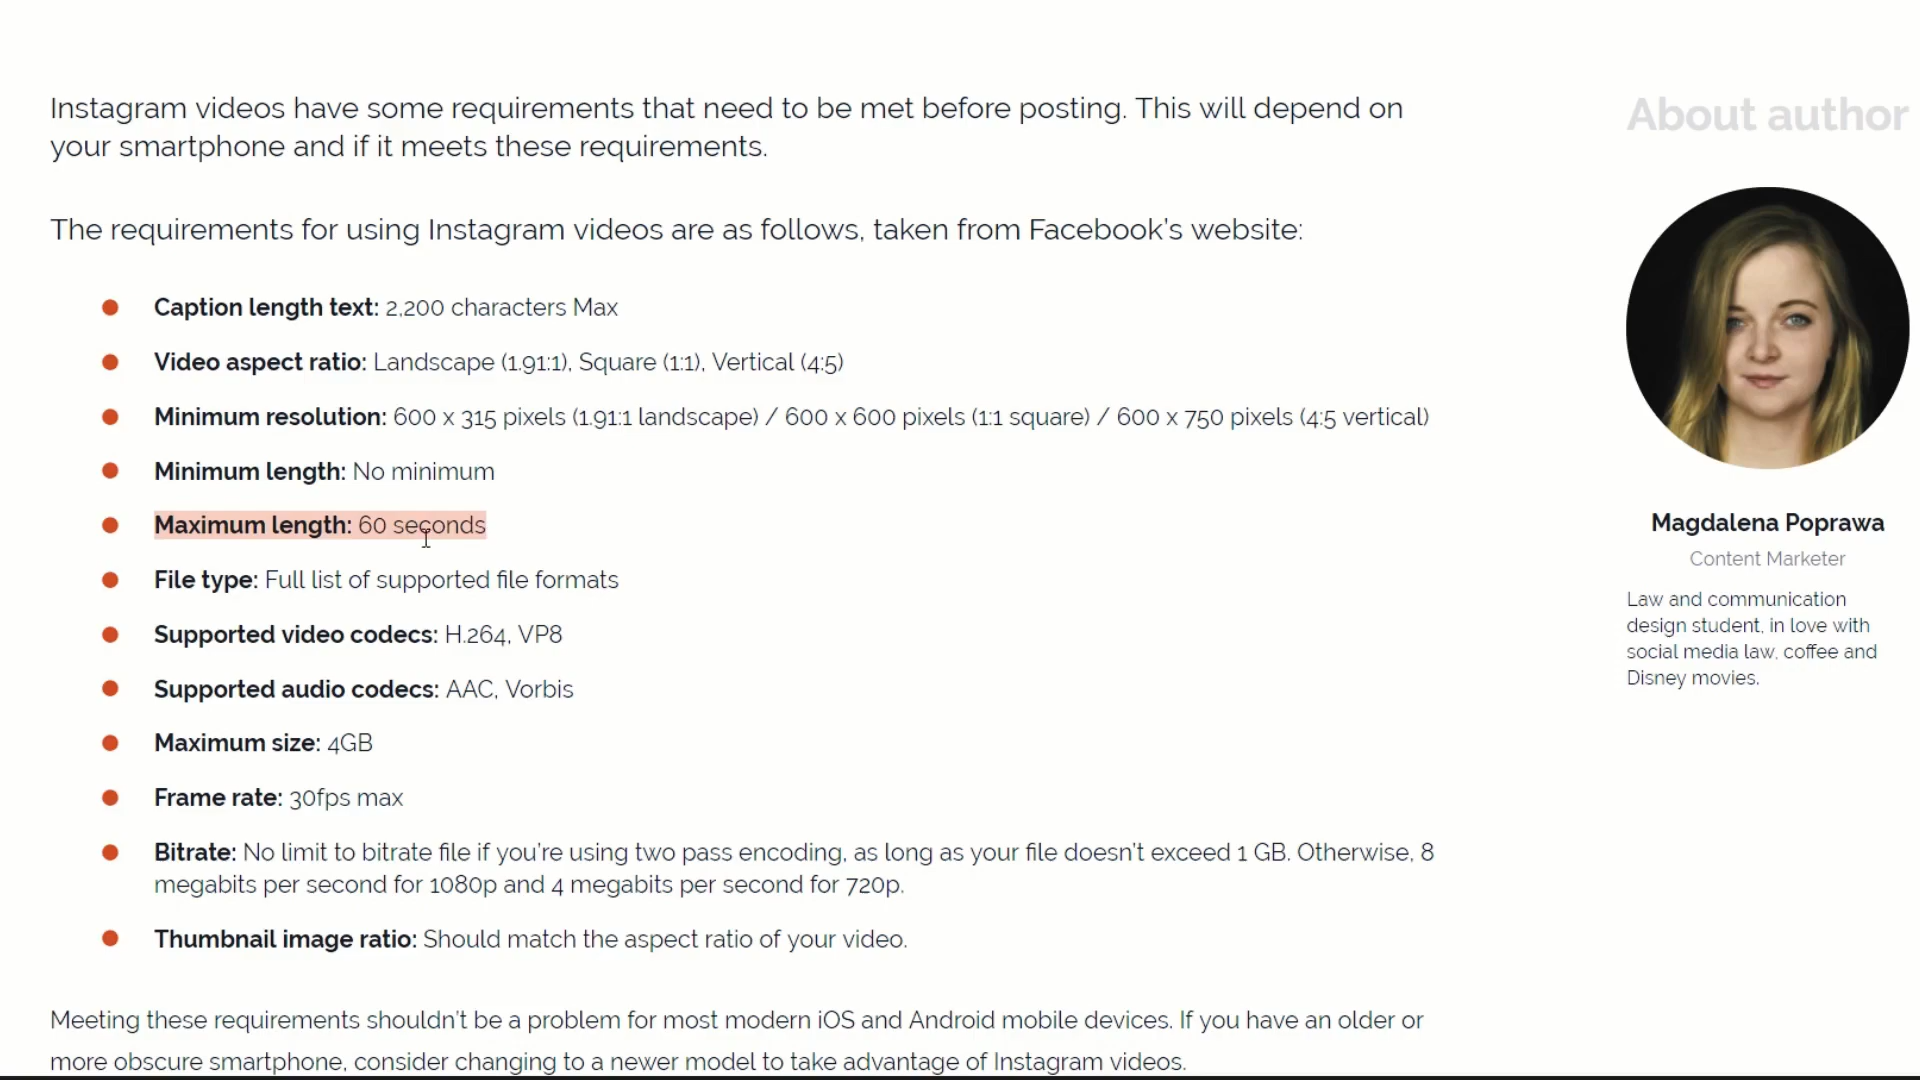 Instagram videos have some requirements that need to be met before posting. This will depend on
your smartphone and if it meets these requirements.
The requirements for using Instagram videos are as follows, taken from Facebook's website:
Caption length text: 2,200 characters Max
Video aspect ratio: Landscape (1.91:1), Square (1:1), Vertical (4:5)
Minimum resolution: 600 x 315 pixels (1.91:1 landscape) / 600 x 600 pixels (1:1 square) / 600 x 750 pixels (4:5 vertical)
Minimum length: No minimum
Maximum length: 60 seconds
File type: Full list of supported file formats
Supported video codecs: H.264, VP8
Supported audio codecs: AAC, Vorbis
Maximum size: 4GB
Frame rate: 30fps max
Bitrate: No limit to bitrate file if you're using two pass encoding, as long as your file doesn't exceed 1 GB. Otherwise, 8
megabits per second for 1080p and 4 megabits per second for 720p.
Thumbnail image ratio: Should match the aspect ratio of your video.
Meeting these requirements shouldn't be a problem for most modern iOS and Android mobile devices. If you have an older or
more obscure smartphone, consider changing to a newer model to take advantage of Instagram videos.
About author
Magdalena Poprawa
Content Marketer
Law and communication
design student, in love with
social media law, coffee and
Disney movies.